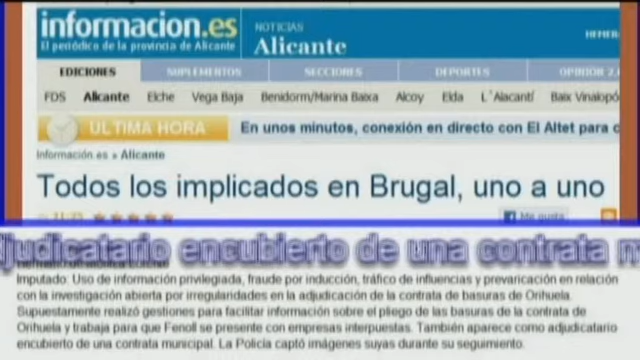 informacion.es
El periódico de la provincia de Alicante
NOTICIAS
Alicante
EDICIONES SUPLEMENTOS SECCIONES DEPORTES OPINIÓN
FDS Alicante Elche Vega Baja Benidorm/Marina Baixa Alcoy Elda L'Alacantí Baix Vinalopó
ULTIMA HORA En unos minutos, conexión en directo con El Altet para
Información.es » Alicante
Todos los implicados en Brugal, uno a uno
Me gusta
djudicatario encubierto de una contrata m
Imputado: Uso de información privilegiada, fraude por inducción, tráfico de influencias y prevaricación en relación
con la investigación abierta por irregularidades en la adjudicación de la contrata de basuras de Orihuela.
Supuestamente realizó gestiones para facilitar información sobre el pliego de las basuras de la contrata de
Orihuela y trabaja para que Fenoll se presente con empresas interpuestas. También aparece como adjudicatario
encubierto de una contrata municipal. La Policía captó imágenes suyas durante su seguimiento.